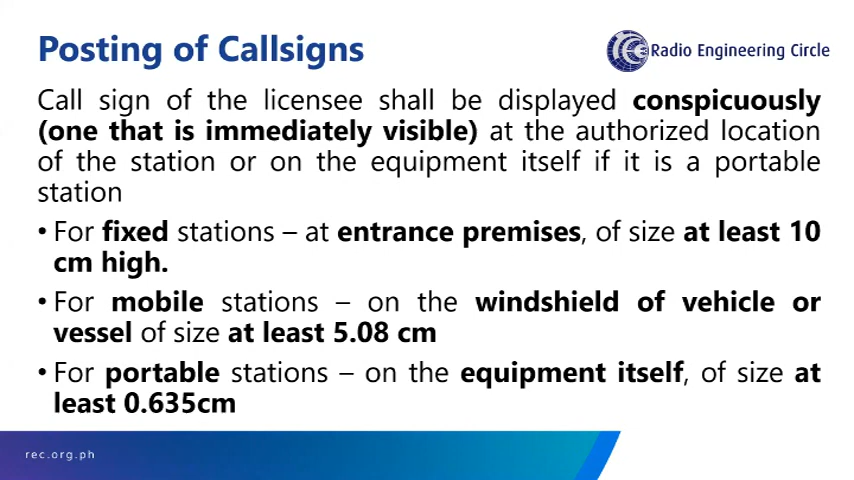 Posting of Callsigns
Radio Engineering Circle
Call sign of the licensee shall be displayed conspicuously
(one that is immediately visible) at the authorized location
of the station or on the equipment itself if it is a portable
station
• For fixed stations – at entrance premises, of size at least 10
cm high.
• For mobile stations – on the windshield of vehicle or
vessel of size at least 5.08 cm
• For portable stations – on the equipment itself, of size at
least 0.635cm
rec.org.ph